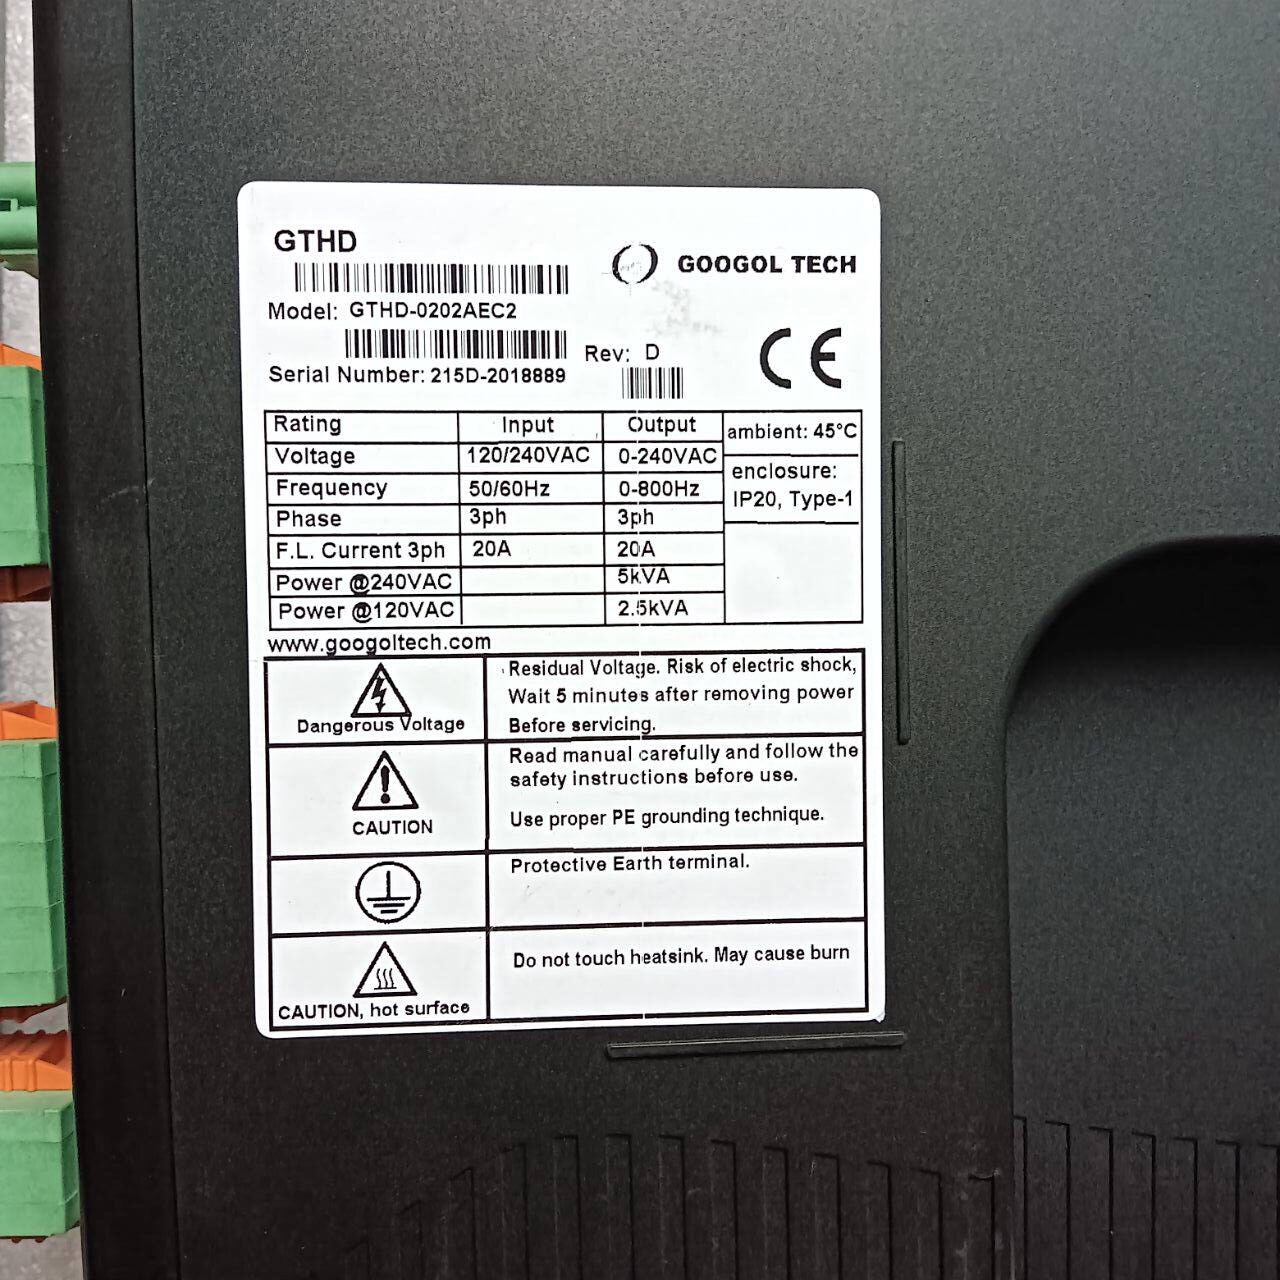 GTHD
GOOGOL TECH
Model: GTHD-0202AEC2
Rev: D
CE
Serial Number: 215D-2018889
Rating Input Output ambient: 45°C
Voltage 120/240VAC 0-240VAC enclosure:
Frequency 50/60Hz 0-800Hz IP20, Type-1
Phase 3ph 3ph
F.L. Current 3ph 20A 20A
Power @240VAC 5kVA
Power @120VAC 2.5kVA
www.googoltech.com
Dangerous Voltage
Residual Voltage. Risk of electric shock,
Wait 5 minutes after removing power
Before servicing.
CAUTION
Read manual carefully and follow the
safety instructions before use.
Use proper PE grounding technique.
Protective Earth terminal.
CAUTION, hot surface
Do not touch heatsink. May cause burn